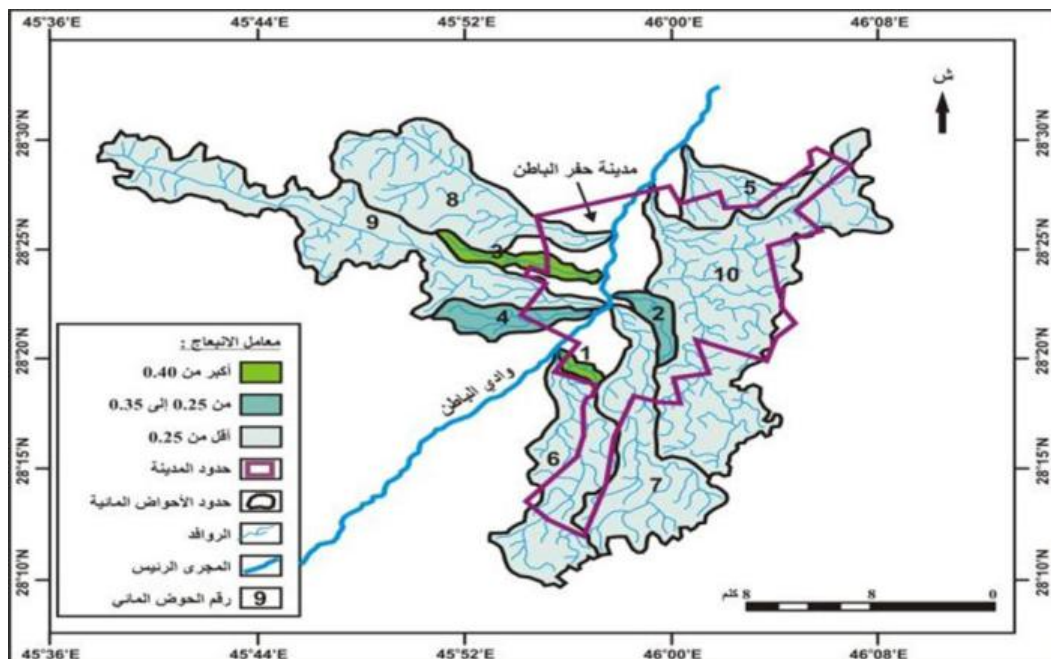 45°36'E 45°44'E 45°52'E 46°00'E 46°08'E
ش
28°30'N 28°30'N
مدينة حفر الباطن
5
8
9
28°25'N 28°25'N
3
10
4
2
معامل الانبعاج :
أكبر من 0.40
من 0.25 إلى 0.35
أقل من 0.25
حدود المدينة
حدود الأحواض المائية
الروافد
المجرى الرئيس
رقم الحوض المائي
9
28°20'N 28°20'N
1
وادي الباطن
28°15'N 28°15'N
6
7
28°10'N 28°10'N
8 كلم 8 0
45°36'E 45°44'E 45°52'E 46°00'E 46°08'E